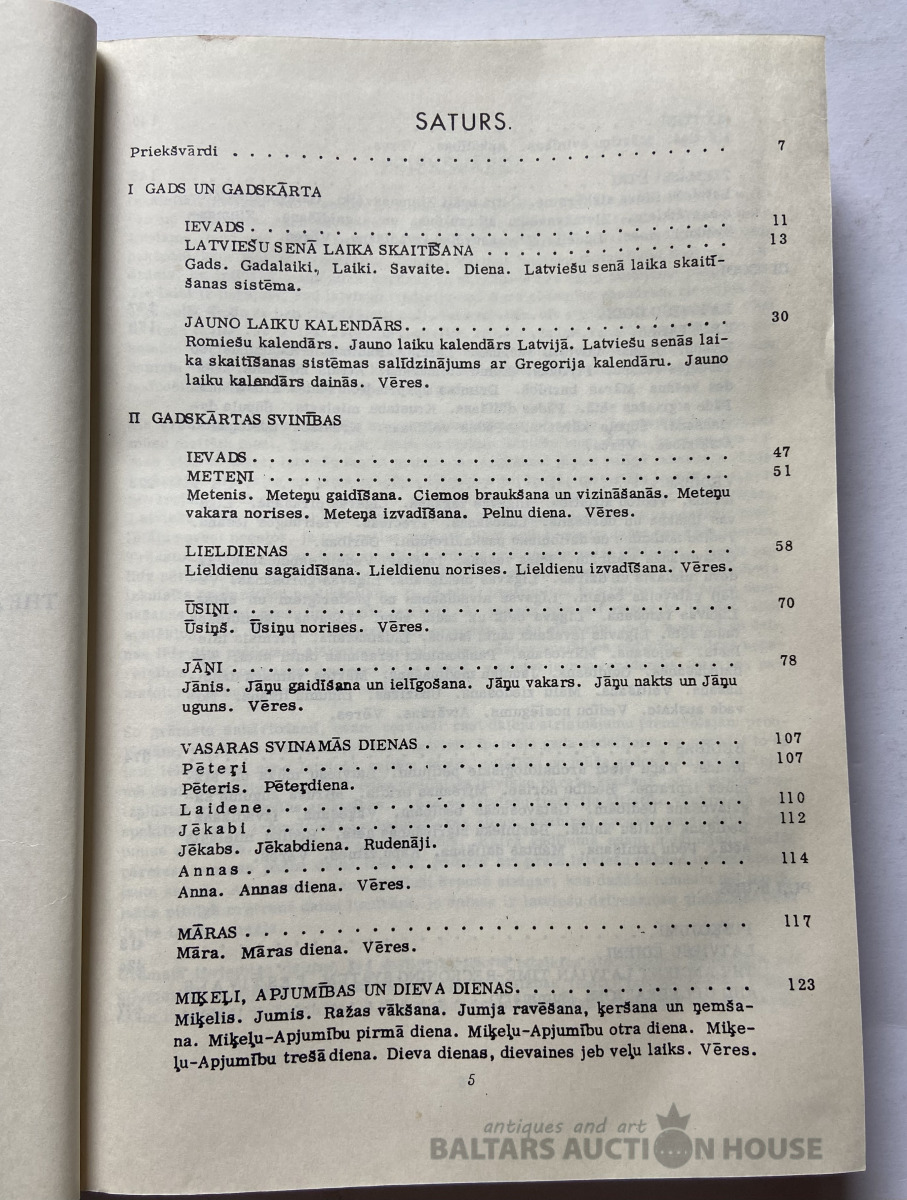 SATURS.
Priekšvārdi . . . . . . . . . . . . . . . . . . . . . . . . . . . . . 7
I GADS UN GADSKĀRTA
IEVADS . . . . . . . . . . . . . . . . . . . . . . . . . . . . 11
LATVIEŠU SENĀ LAIKA SKAITĪŠANA . . . . . . . . . . . . . . 13
Gads. Gadalaiki., Laiki. Savaite. Diena. Latviešu senā laika skaitī-
šanas sistēma.
JAUNO LAIKU KALENDĀRS. . . . . . . . . . . . . . . . . . . 30
Romiešu kalendārs. Jauno laiku kalendārs Latvijā. Latviešu senās lai-
ka skaitīšanas sistēmas salīdzinājums ar Gregorija kalendāru. Jauno
laiku kalendārs dainās. Vēres.
II GADSKĀRTAS SVINĪBAS
IEVADS . . . . . . . . . . . . . . . . . . . . . . . . . . . . 47
METEŅI . . . . . . . . . . . . . . . . . . . . . . . . . . . 51
Metenis. Meteņu gaidīšana. Ciemos braukšana un vizināšanās. Meteņu
vakara norises. Meteņa izvadīšana. Pelnu diena. Vēres.
LIELDIENAS . . . . . . . . . . . . . . . . . . . . . . . . . 58
Lieldienu sagaidīšana. Lieldienu norises. Lieldienu izvadīšana. Vēres.
ŪSIŅI. . . . . . . . . . . . . . . . . . . . . . . . . . . . . 70
Ūsiņš. Ūsiņu norises. Vēres.
JĀŅI . . . . . . . . . . . . . . . . . . . . . . . . . . . . . 78
Jānis. Jāņu gaidīšana un ielīgošana. Jāņu vakars. Jāņu nakts un Jāņu
uguns. Vēres.
VASARAS SVINAMĀS DIENAS . . . . . . . . . . . . . . . . . . . 107
Pēteŗi . . . . . . . . . . . . . . . . . . . . . . . . . . . . 107
Pēteris. Pēteŗdiena.
Laidene. . . . . . . . . . . . . . . . . . . . . . . . . . . . 110
Jēkabi . . . . . . . . . . . . . . . . . . . . . . . . . . . . 112
Jēkabs. Jēkabdiena. Rudenāji.
Annas . . . . . . . . . . . . . . . . . . . . . . . . . . . . . 114
Anna. Annas diena. Vēres.
MĀRAS . . . . . . . . . . . . . . . . . . . . . . . . . . . . . 117
Māra. Māras diena. Vēres.
MIĶEĻI, APJUMĪBAS UN DIEVA DIENAS. . . . . . . . . . . . . . 123
Miķelis. Jumis. Ražas vākšana. Jumja ravēšana, ķeršana un ņemša-
na. Miķeļu-Apjumību pirmā diena. Miķeļu-Apjumību otra diena. Miķe-
ļu-Apjumību trešā diena. Dieva dienas, dievaines jeb veļu laiks. Vēres.
5
antiques and art
BALTARS AUCTION HOUSE